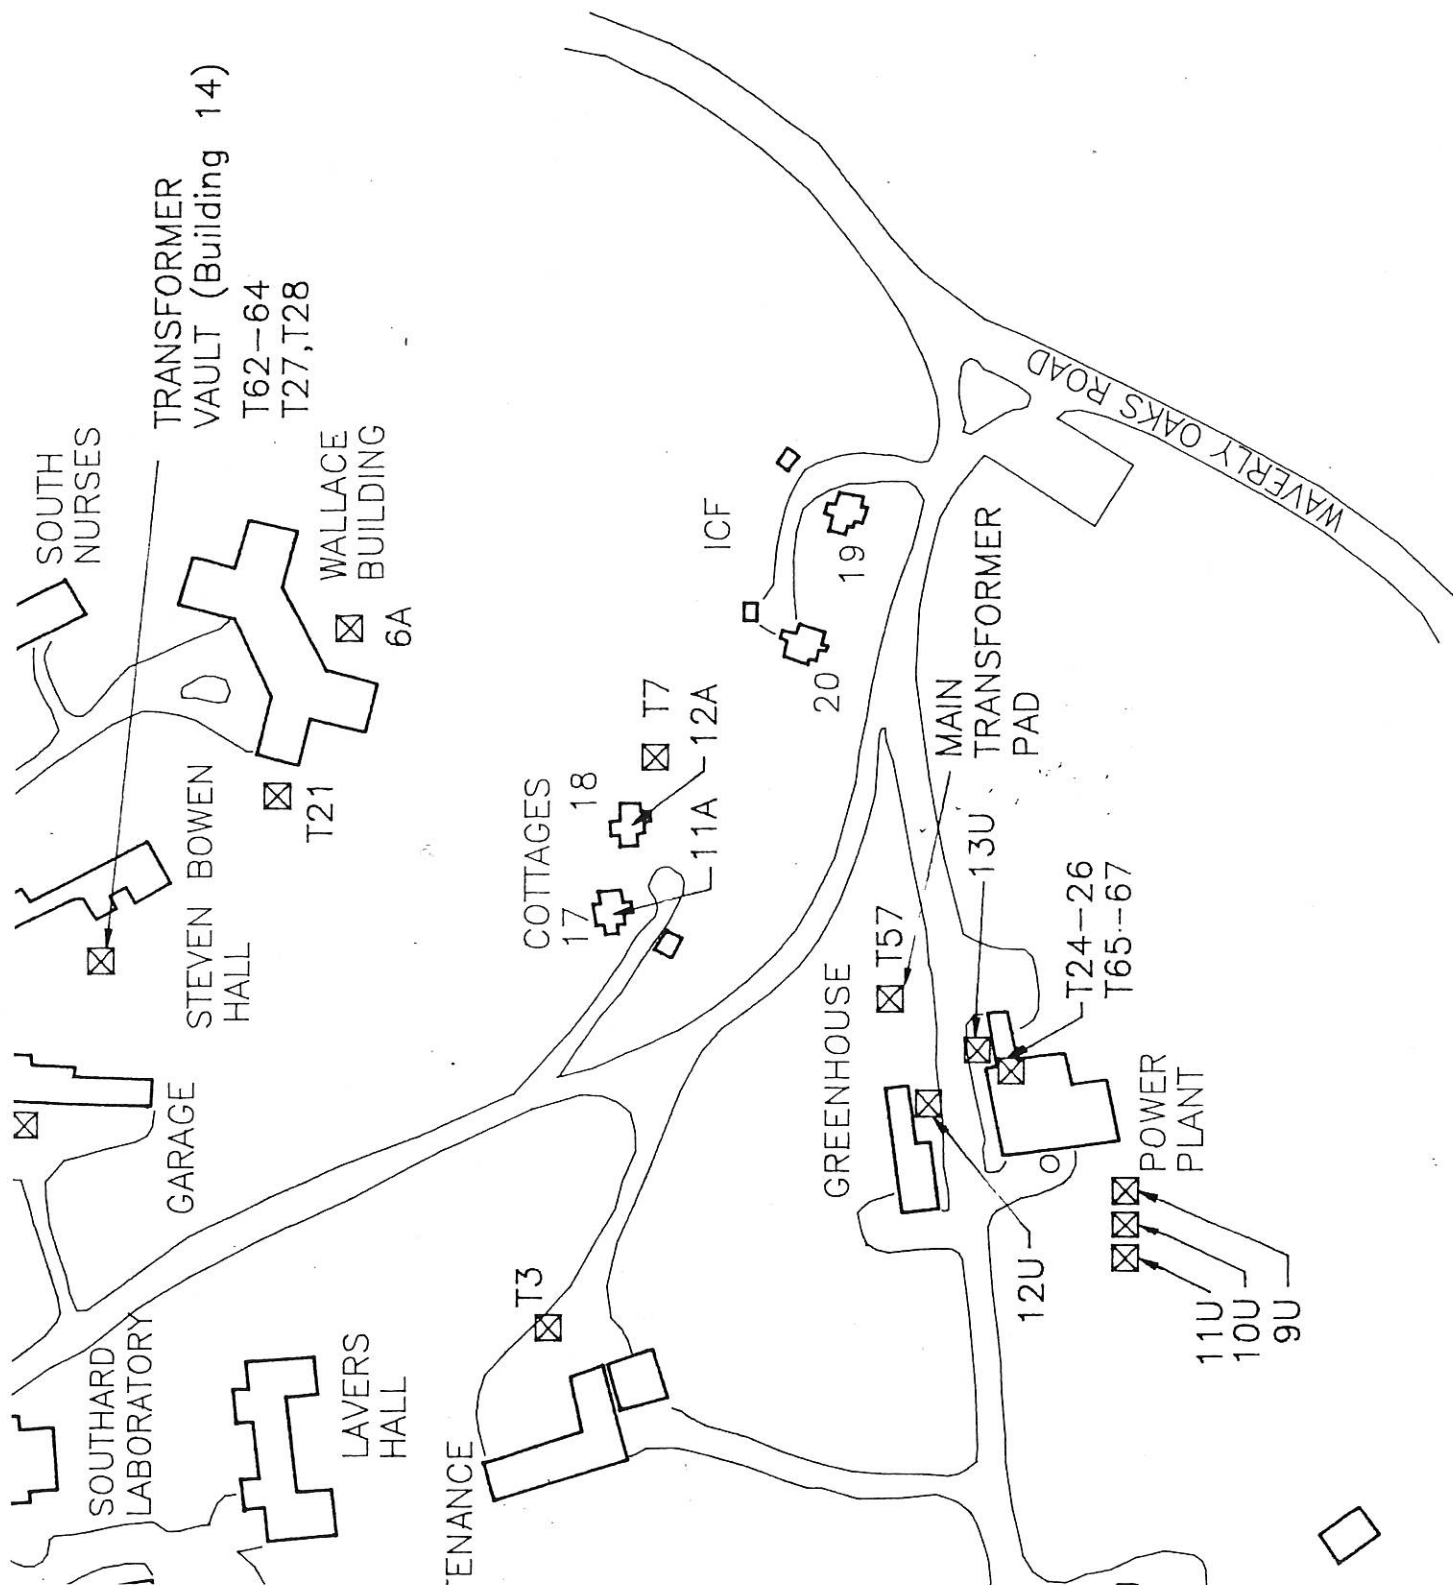 SOUTH
NURSES
TRANSFORMER
VAULT (Building 14)
T62-64
T27,T28
WALLACE
BUILDING
6A
T21
STEVEN BOWEN
HALL
GARAGE
SOUTHARD
LABORATORY
LAVERS
HALL
TENANCE
T3
COTTAGES
17
18
T7
12A
11A
ICF
19
20
WAVERLY OAKS ROAD
MAIN
TRANSFORMER
PAD
GREENHOUSE
T57
13U
T24-26
T65--67
POWER
PLANT
12U
11U
10U
9U